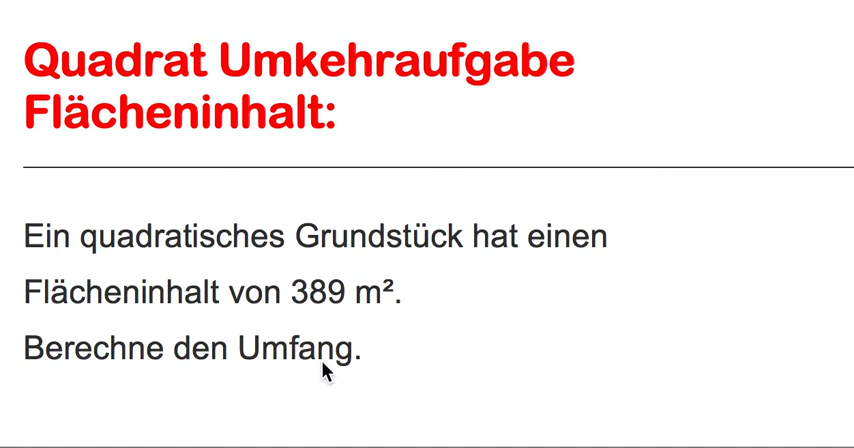 Quadrat Umkehraufgabe
Flächeninhalt:
Ein quadratisches Grundstück hat einen
Flächeninhalt von 389 m².
Berechne den Umfang.